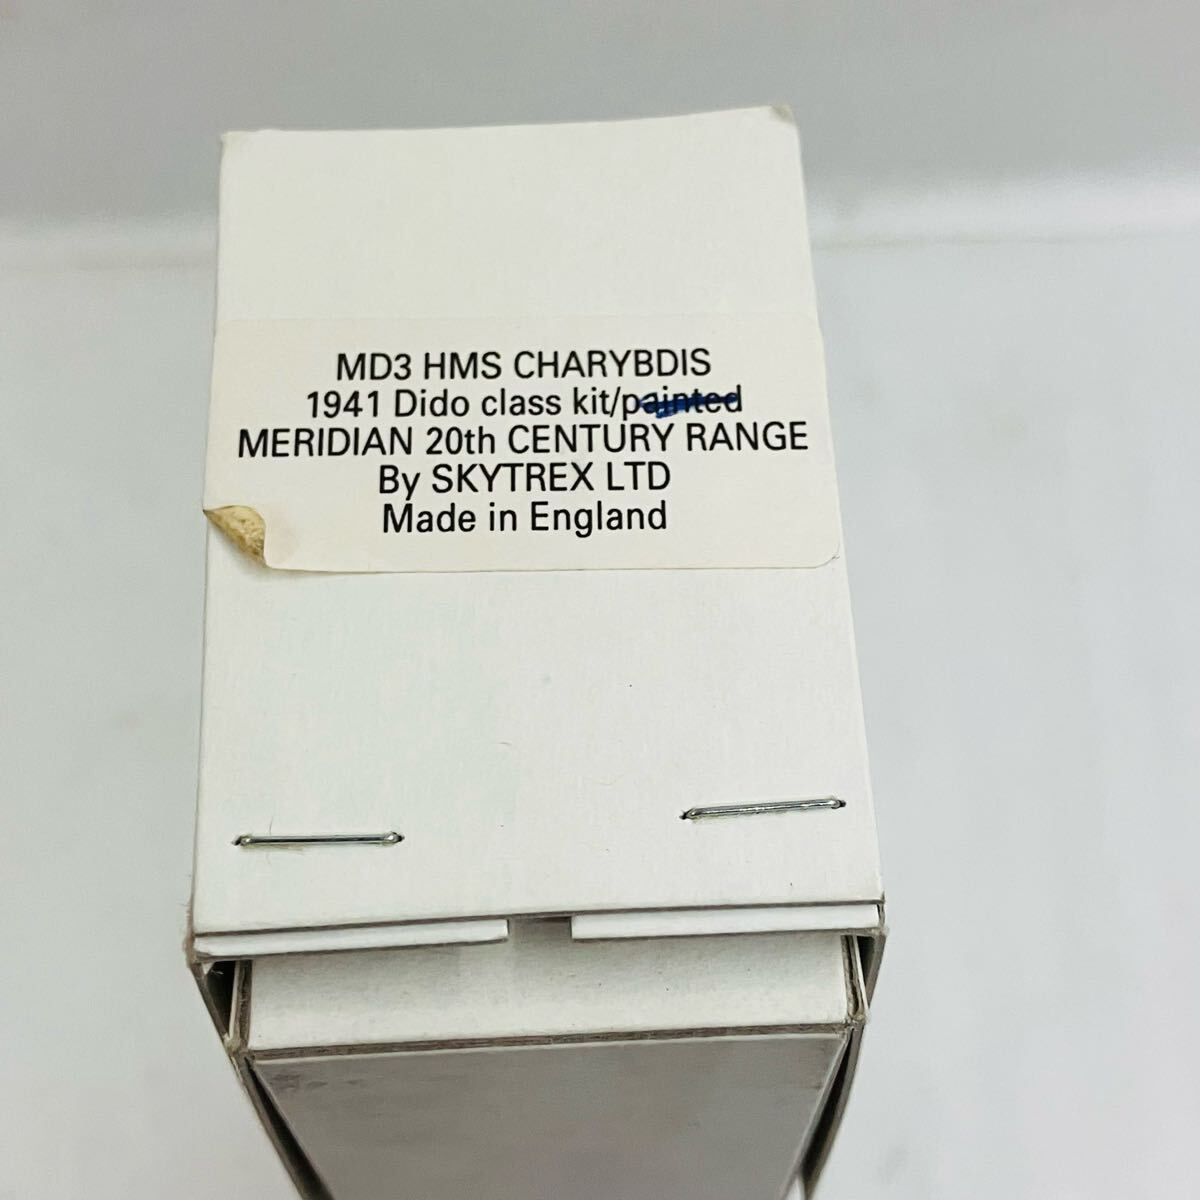 MD3 HMS CHARYBDIS
1941 Dido class kit/painted
MERIDIAN 20th CENTURY RANGE
By SKYTREX LTD
Made in England